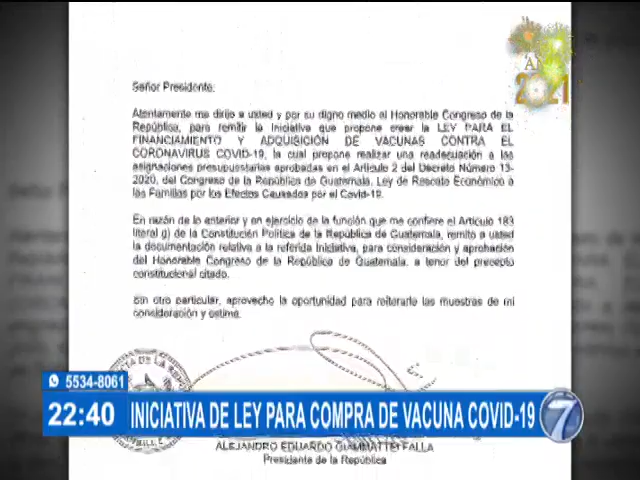 AÑO
2021
Señor Presidente:
Atentamente me dirijo a usted y por su digno medio al Honorable Congreso de la
República, para remitir la Iniciativa que propone crear la LEY PARA EL
FINANCIAMIENTO Y ADQUISICIÓN DE VACUNAS CONTRA EL
CORONAVIRUS COVID-19, la cual propone realizar una readecuación a las
asignaciones presupuestarias aprobadas en el Artículo 2 del Decreto Número 13-
2020, del Congreso de la República de Guatemala, Ley de Rescate Económico a
las Familias por los Efectos Causados por el Covid-19.
En razón de lo anterior y en ejercicio de la función que me confiere el Artículo 183
literal g) de la Constitución Política de la República de Guatemala, remito a usted
la documentación relativa a la referida Iniciativa, para consideración y aprobación
del Honorable Congreso de la República de Guatemala, a tenor del precepto
constitucional citado.
Sin otro particular, aprovecho la oportunidad para reiterarle las muestras de mi
consideración y estima.
DE LA
5534-8061
22:40 INICIATIVA DE LEY PARA COMPRA DE VACUNA COVID-19 7
ALEJANDRO EDUARDO GIAMMATTEI FALLA
Presidente de la República